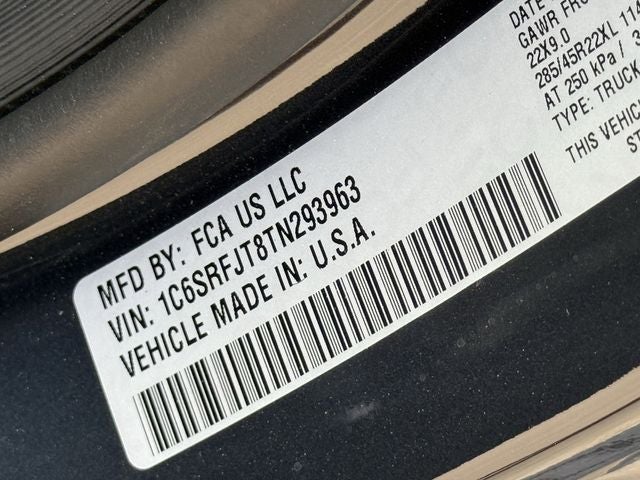 MFD BY: FCA US LLC
VIN: 1C6SRFJT8TN293963
VEHICLE MADE IN: U.S.A.
DATE
GAWR
22X9.0
285/45R22XL
AT 250 kPa /
TYPE: TRUCK
THIS VEHIC